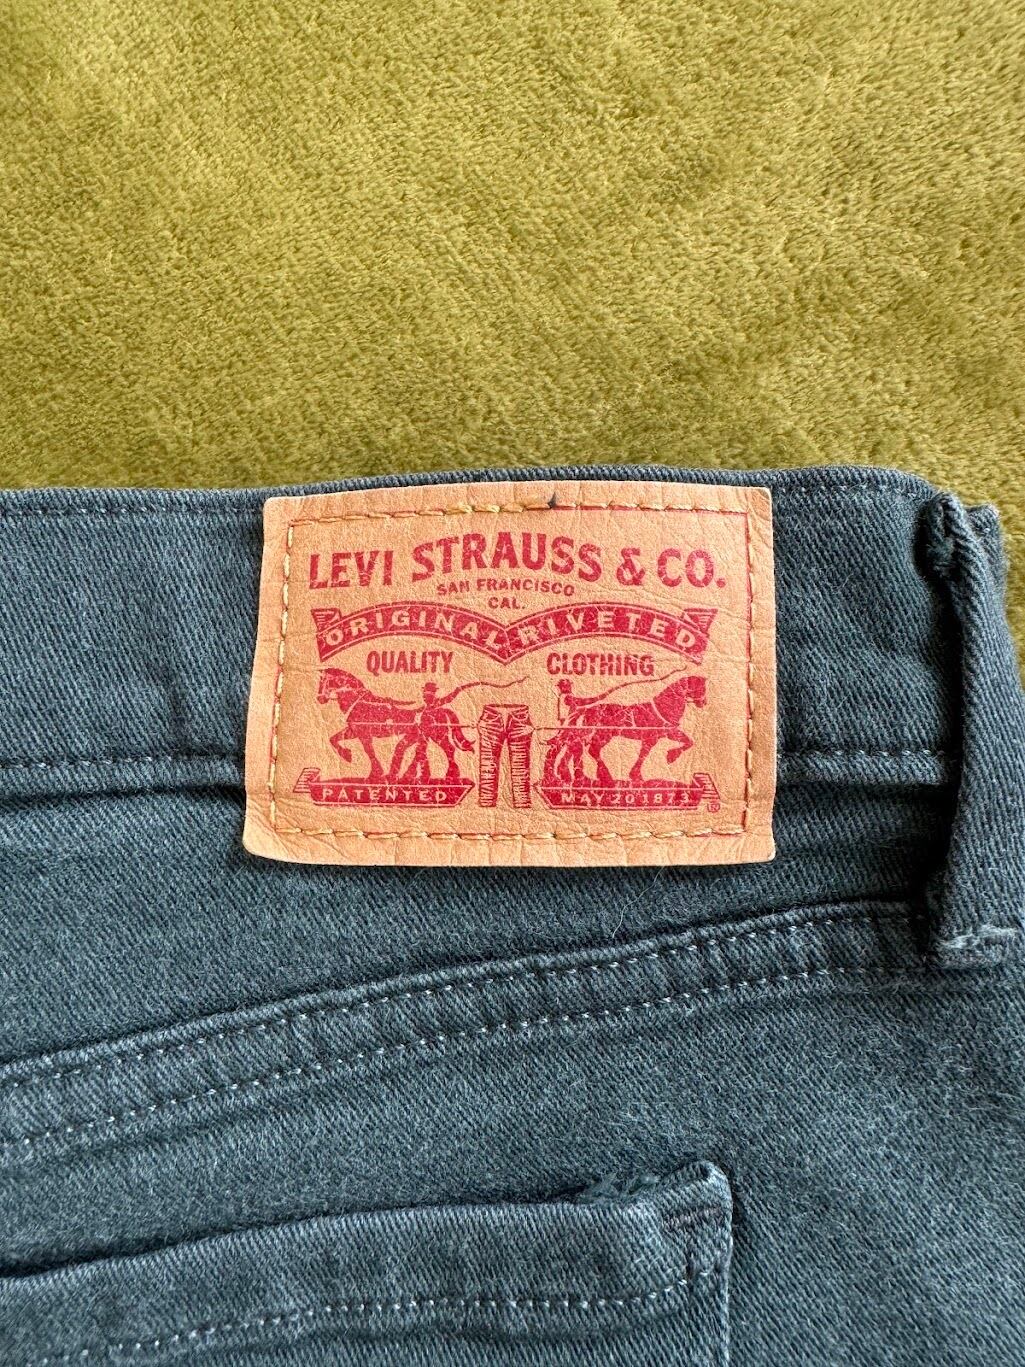 LEVI STRAUSS & CO.
SAN FRANCISCO
CAL.
ORIGINAL RIVETED
QUALITY CLOTHING
PATENTED MAY 20 1873
®